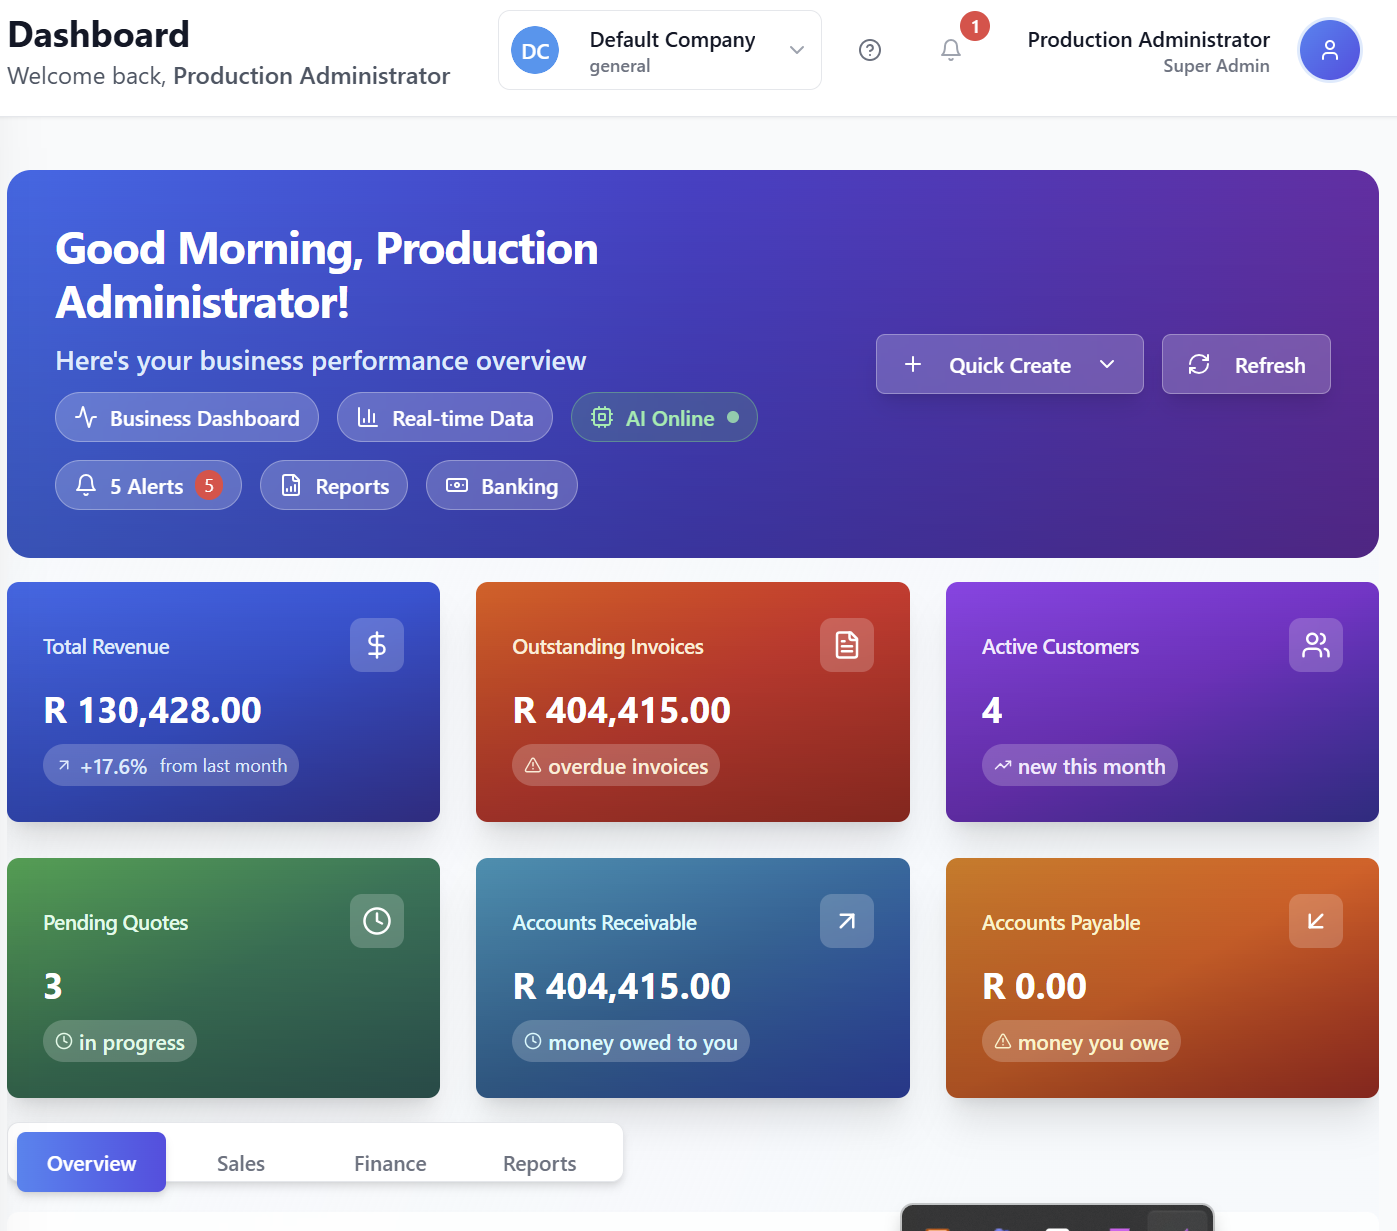 Dashboard
Welcome back, Production Administrator
DC
Default Company
general
1
Production Administrator
Super Admin
Good Morning, Production
Administrator!
Here's your business performance overview
Quick Create
Refresh
Business Dashboard
Real-time Data
AI Online
5 Alerts 5
Reports
Banking
Total Revenue
R 130,428.00
+17.6% from last month
Outstanding Invoices
R 404,415.00
overdue invoices
Active Customers
4
new this month
Pending Quotes
3
in progress
Accounts Receivable
R 404,415.00
money owed to you
Accounts Payable
R 0.00
money you owe
Overview
Sales
Finance
Reports